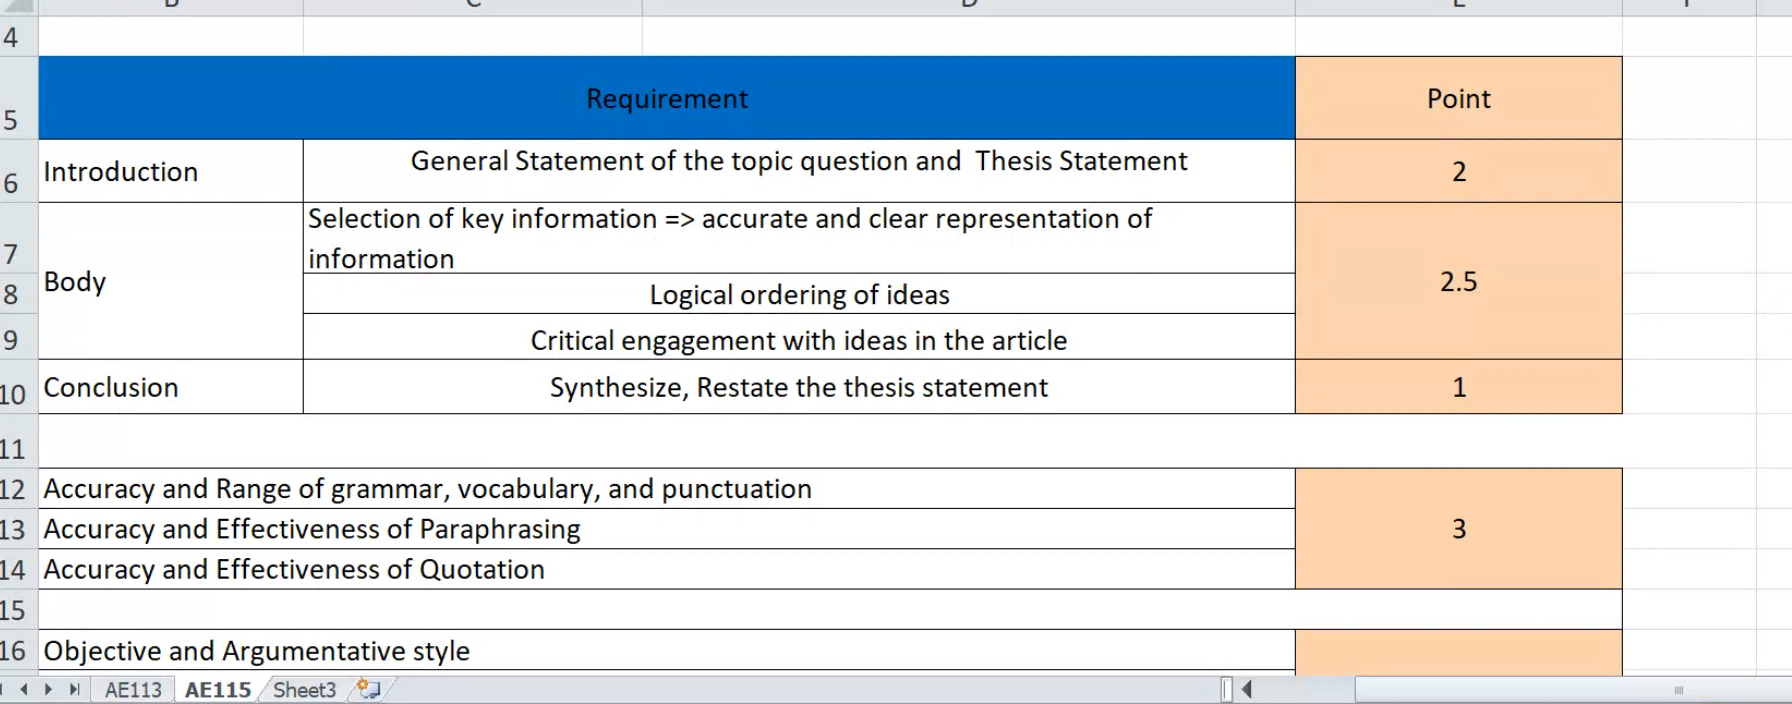 4
5 Requirement Point
6 Introduction General Statement of the topic question and  Thesis Statement 2
7 Selection of key information => accurate and clear representation of
information
Body 2.5
8 Logical ordering of ideas
9 Critical engagement with ideas in the article
10 Conclusion Synthesize, Restate the thesis statement 1
11
12 Accuracy and Range of grammar, vocabulary, and punctuation
13 Accuracy and Effectiveness of Paraphrasing 3
14 Accuracy and Effectiveness of Quotation
15
16 Objective and Argumentative style
AE113 AE115 Sheet3